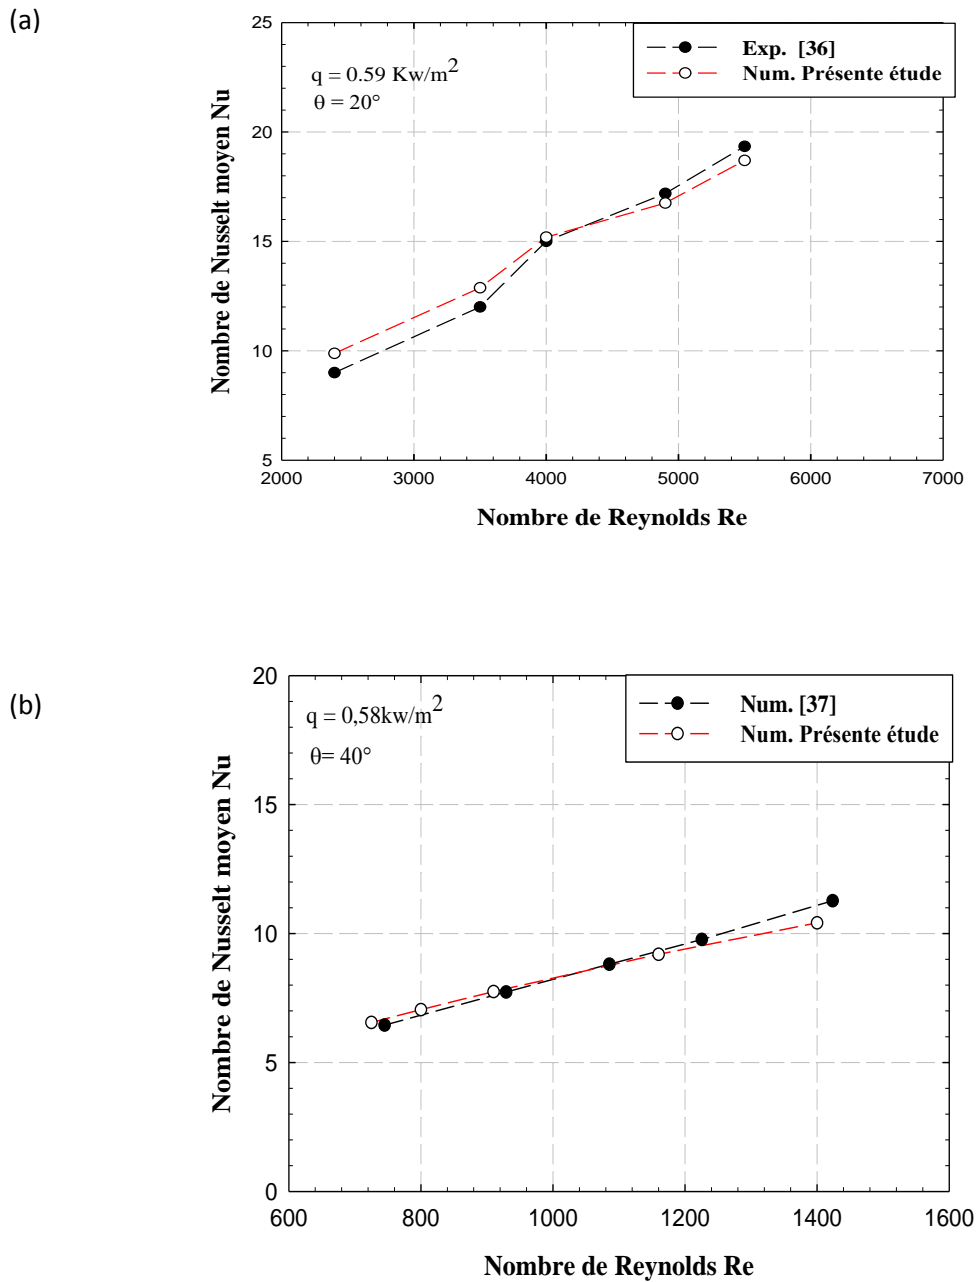 (a)
25
20
15
10
5
Nombre de Nusselt moyen Nu
q = 0.59 Kw/m2
θ = 20°
Exp. [36]
Num. Présente étude
2000 3000 4000 5000 6000 7000
Nombre de Reynolds Re
(b)
20
15
10
5
0
Nombre de Nusselt moyen Nu
q = 0,58kw/m2
θ= 40°
Num. [37]
Num. Présente étude
600 800 1000 1200 1400 1600
Nombre de Reynolds Re